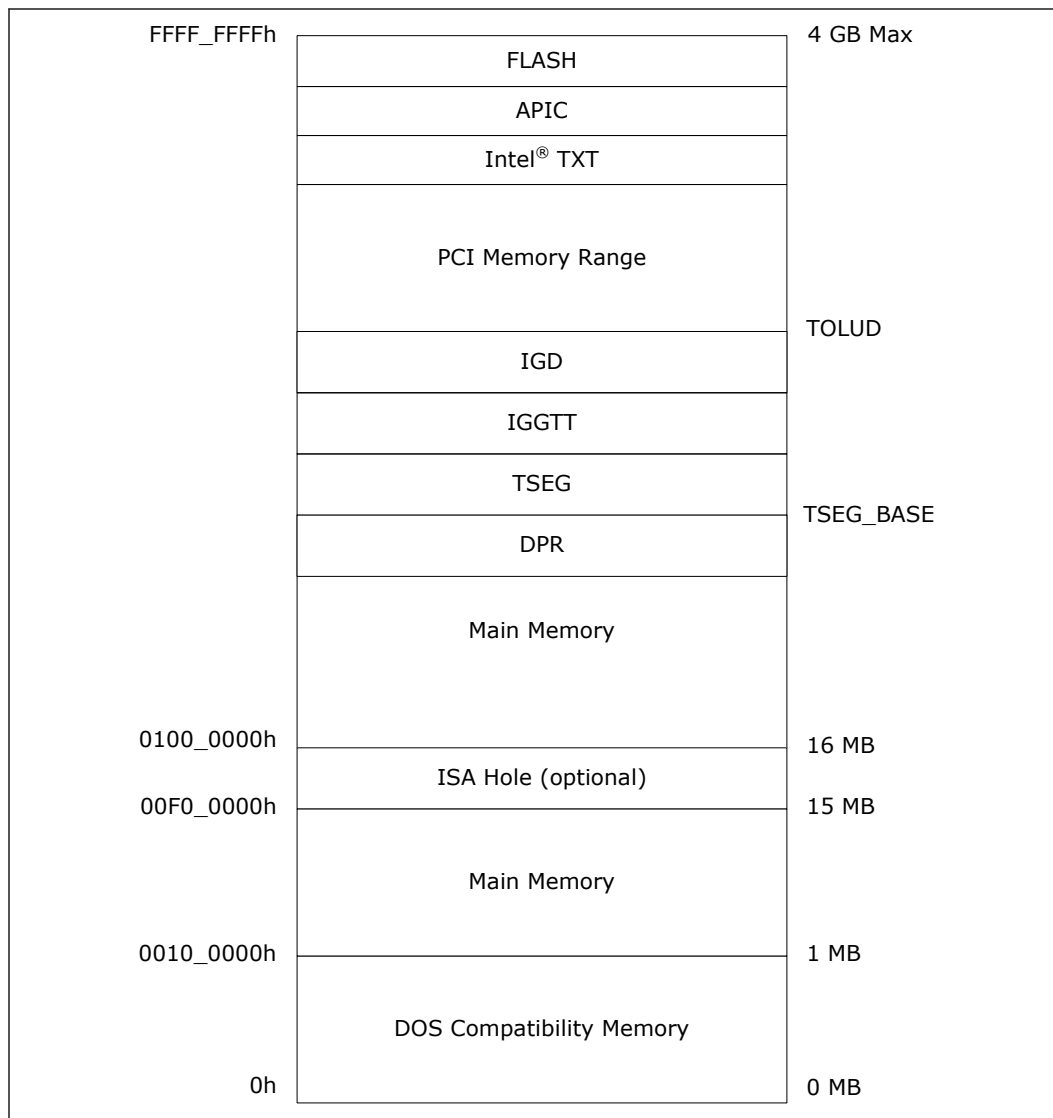 FFFF_FFFFh 4 GB Max
FLASH
APIC
Intel® TXT
PCI Memory Range
TOLUD
IGD
IGGTT
TSEG
TSEG_BASE
DPR
Main Memory
0100_0000h 16 MB
ISA Hole (optional)
00F0_0000h 15 MB
Main Memory
0010_0000h 1 MB
DOS Compatibility Memory
0h 0 MB